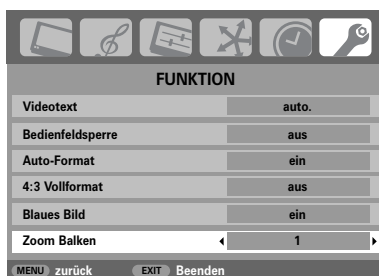 FUNKTION
Videotext auto.
Bedienfeldsperre aus
Auto-Format ein
4:3 Vollformat aus
Blaues Bild ein
Zoom Balken 1
MENU zurück EXIT Beenden